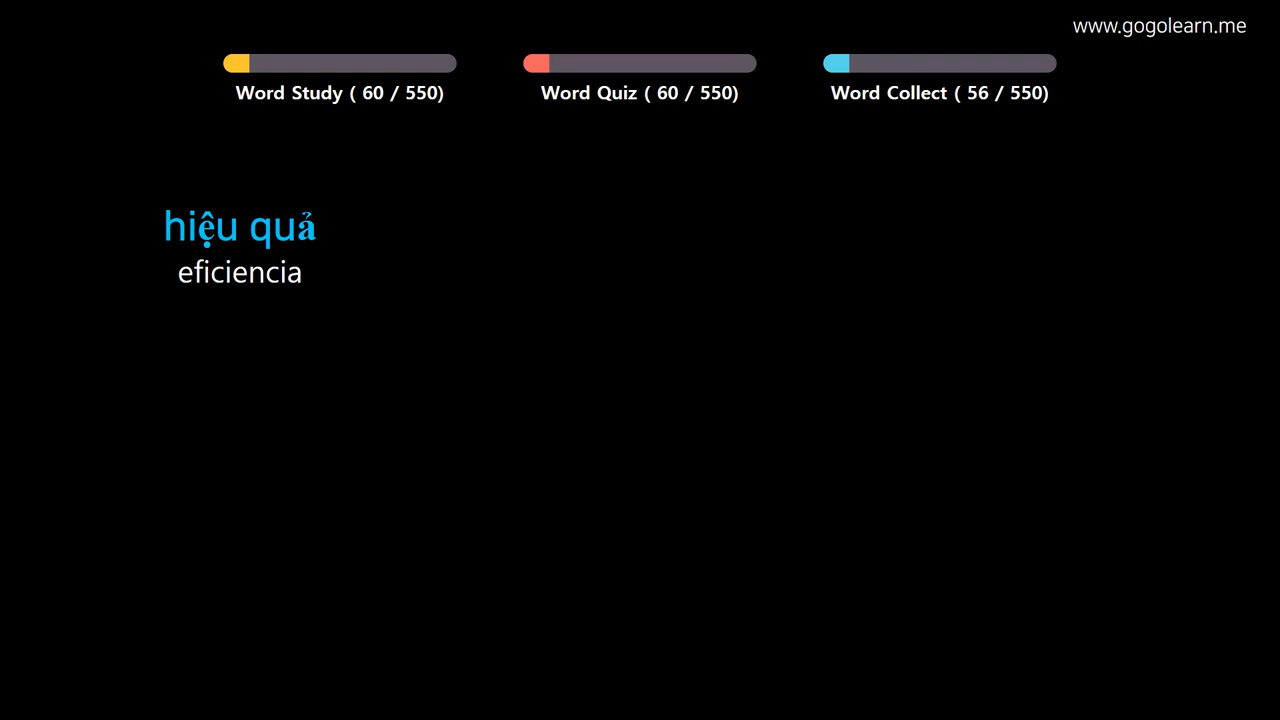 www.gogolearn.me
Word Study ( 60 / 550)
Word Quiz ( 60 / 550)
Word Collect ( 56 / 550)
hiệu quả
eficiencia